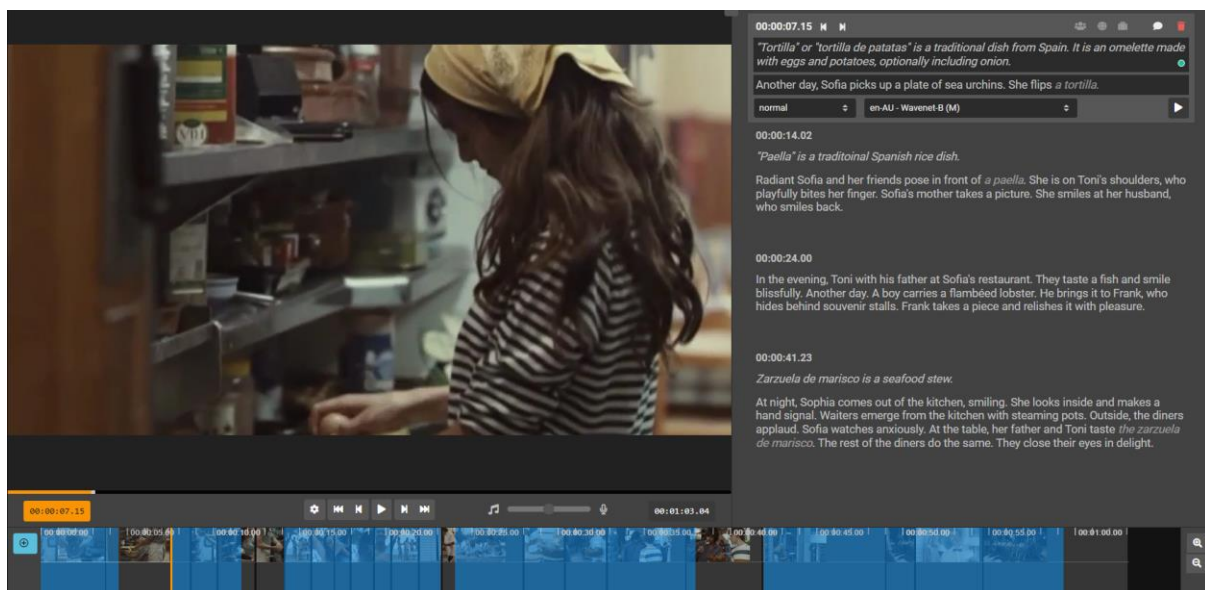 00:00:07.15
"Tortilla" or "tortilla de patatas" is a traditional dish from Spain. It is an omelette made
with eggs and potatoes, optionally including onion.
Another day, Sofia picks up a plate of sea urchins. She flips a tortilla.
normal
en-AU - Wavenet-B (M)
00:00:14.02
"Paella" is a traditoinal Spanish rice dish.
Radiant Sofia and her friends pose in front of a paella. She is on Toni's shoulders, who
playfully bites her finger. Sofia's mother takes a picture. She smiles at her husband,
who smiles back.
00:00:24.00
In the evening, Toni with his father at Sofia's restaurant. They taste a fish and smile
blissfully. Another day. A boy carries a flambéed lobster. He brings it to Frank, who
hides behind souvenir stalls. Frank takes a piece and relishes it with pleasure.
00:00:41.23
Zarzuela de marisco is a seafood stew.
At night, Sophia comes out of the kitchen, smiling. She looks inside and makes a
hand signal. Waiters emerge from the kitchen with steaming pots. Outside, the diners
applaud. Sofia watches anxiously. At the table, her father and Toni taste the zarzuela
de marisco. The rest of the diners do the same. They close their eyes in delight.
00:00:07.15
00:01:03.04
00:00:00.00
00:00:05.00
00:00:10.00
00:00:15.00
00:00:20.00
00:00:25.00
00:00:30.00
00:00:35.00
00:00:40.00
00:00:45.00
00:00:50.00
00:00:55.00
00:01:00.00